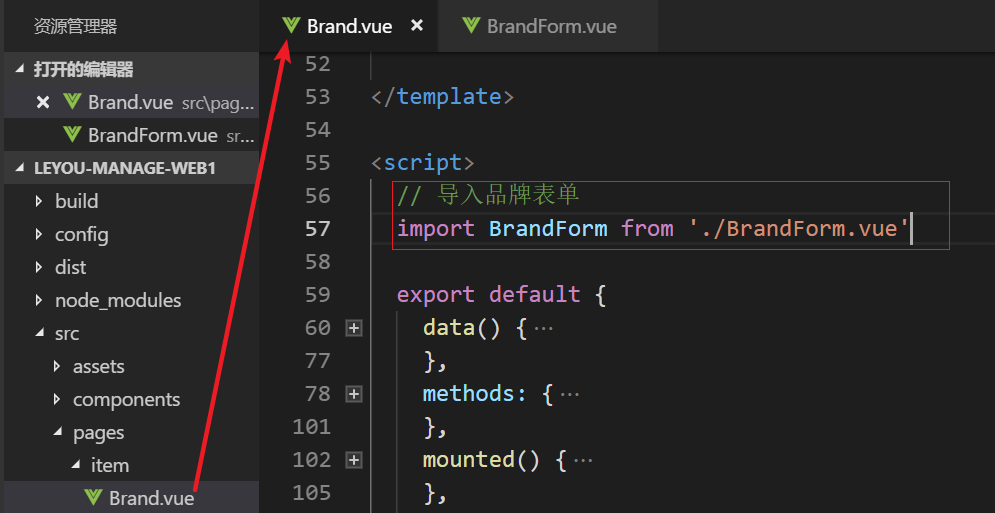 资源管理器
打开的编辑器
Brand.vue src\pag...
BrandForm.vue sr...
LEYOU-MANAGE-WEB1
build
config
dist
node_modules
src
assets
components
pages
item
Brand.vue
Brand.vue
BrandForm.vue
52
53 </template>
54
55 <script>
56 // 导入品牌表单
57 import BrandForm from './BrandForm.vue'
58
59 export default {
60 data() { ...
77 },
78 methods: { ...
101 },
102 mounted() { ...
105 },